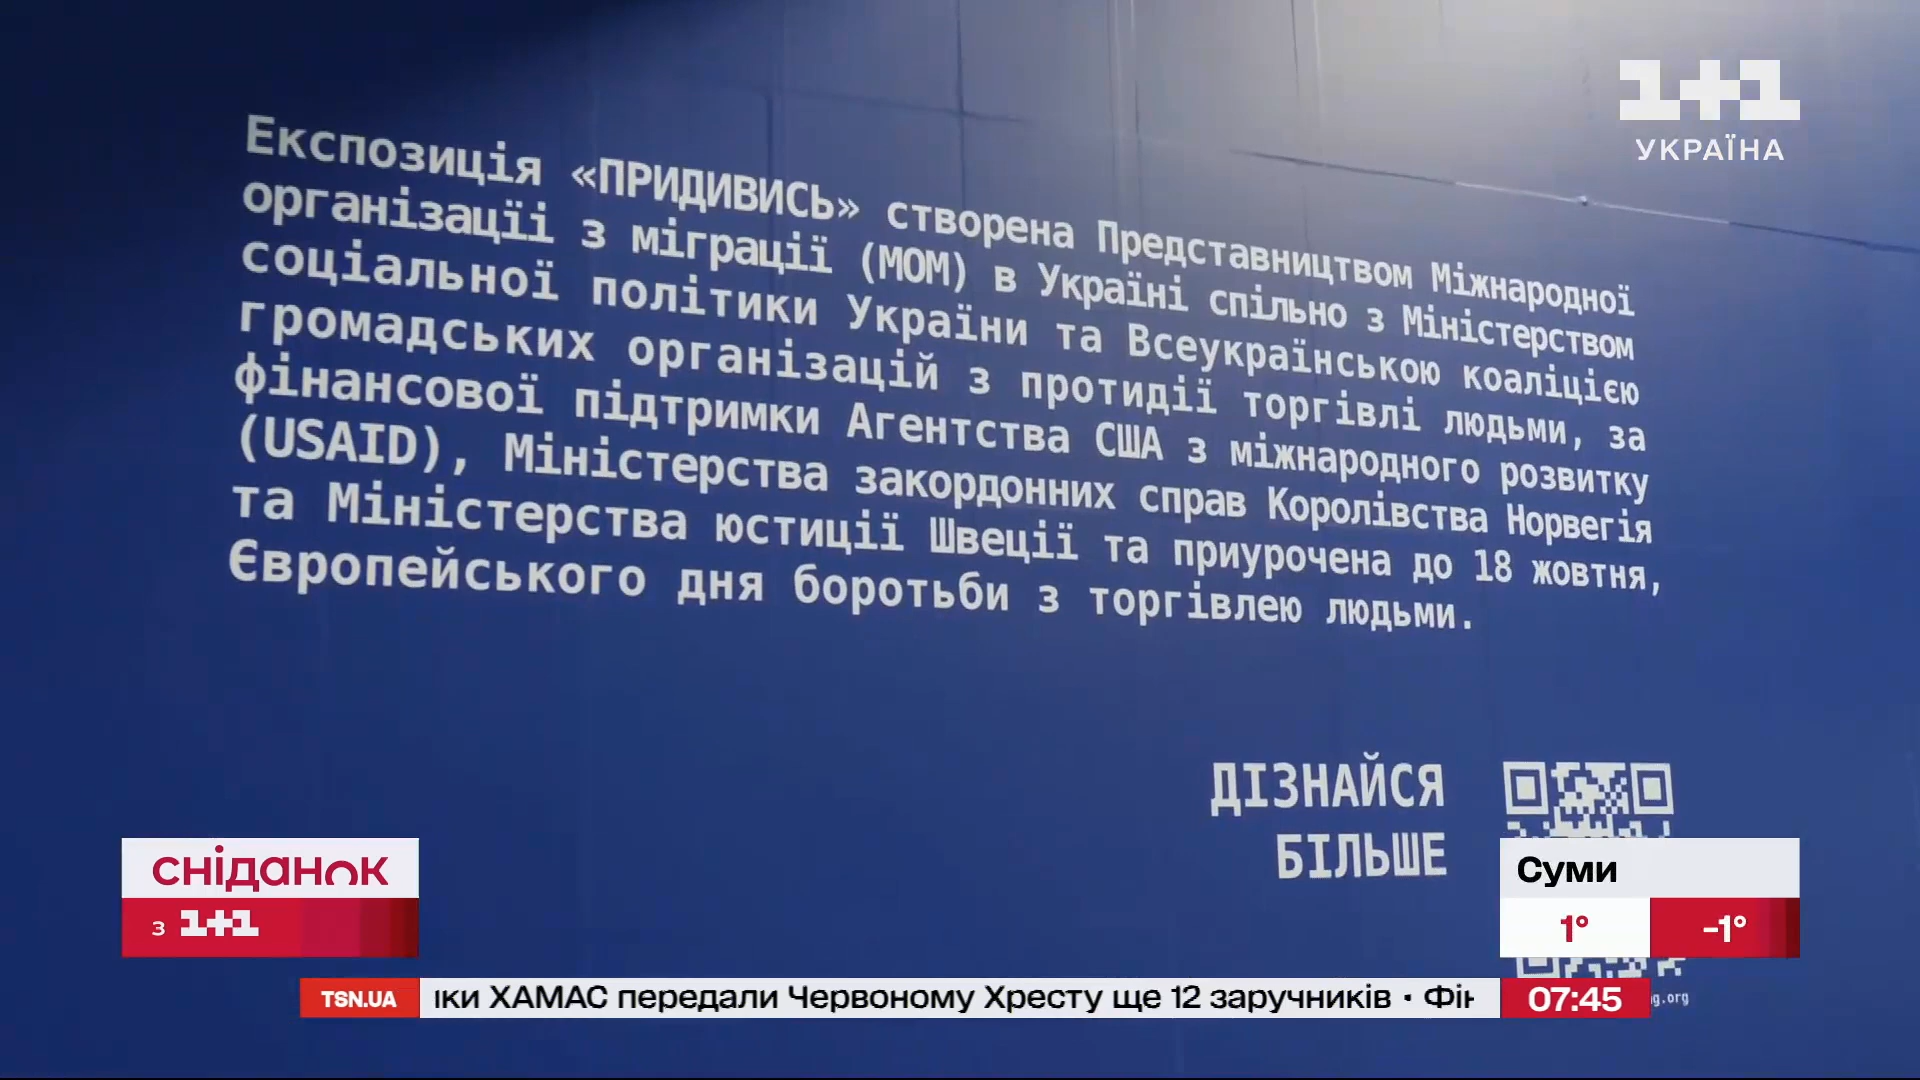 1+1
УКРАЇНА
Експозиція «ПРИДИВИСЬ» створена Представництвом Міжнародної
організації з міграції (МОМ) в Україні спільно з Міністерством
соціальної політики України та Всеукраїнською коаліцією
громадських організацій з протидії торгівлі людьми, за
фінансової підтримки Агентства США з міжнародного розвитку
(USAID), Міністерства закордонних справ Королівства Норвегія
та Міністерства юстиції Швеції та приурочена до 18 жовтня,
Європейського дня боротьби з торгівлею людьми.
ДІЗНАЙСЯ
БІЛЬШЕ
сніданок
з 1+1
Суми
1° -1°
TSN.UA ХАМАС передали Червоному Хресту ще 12 заручників • 07:45